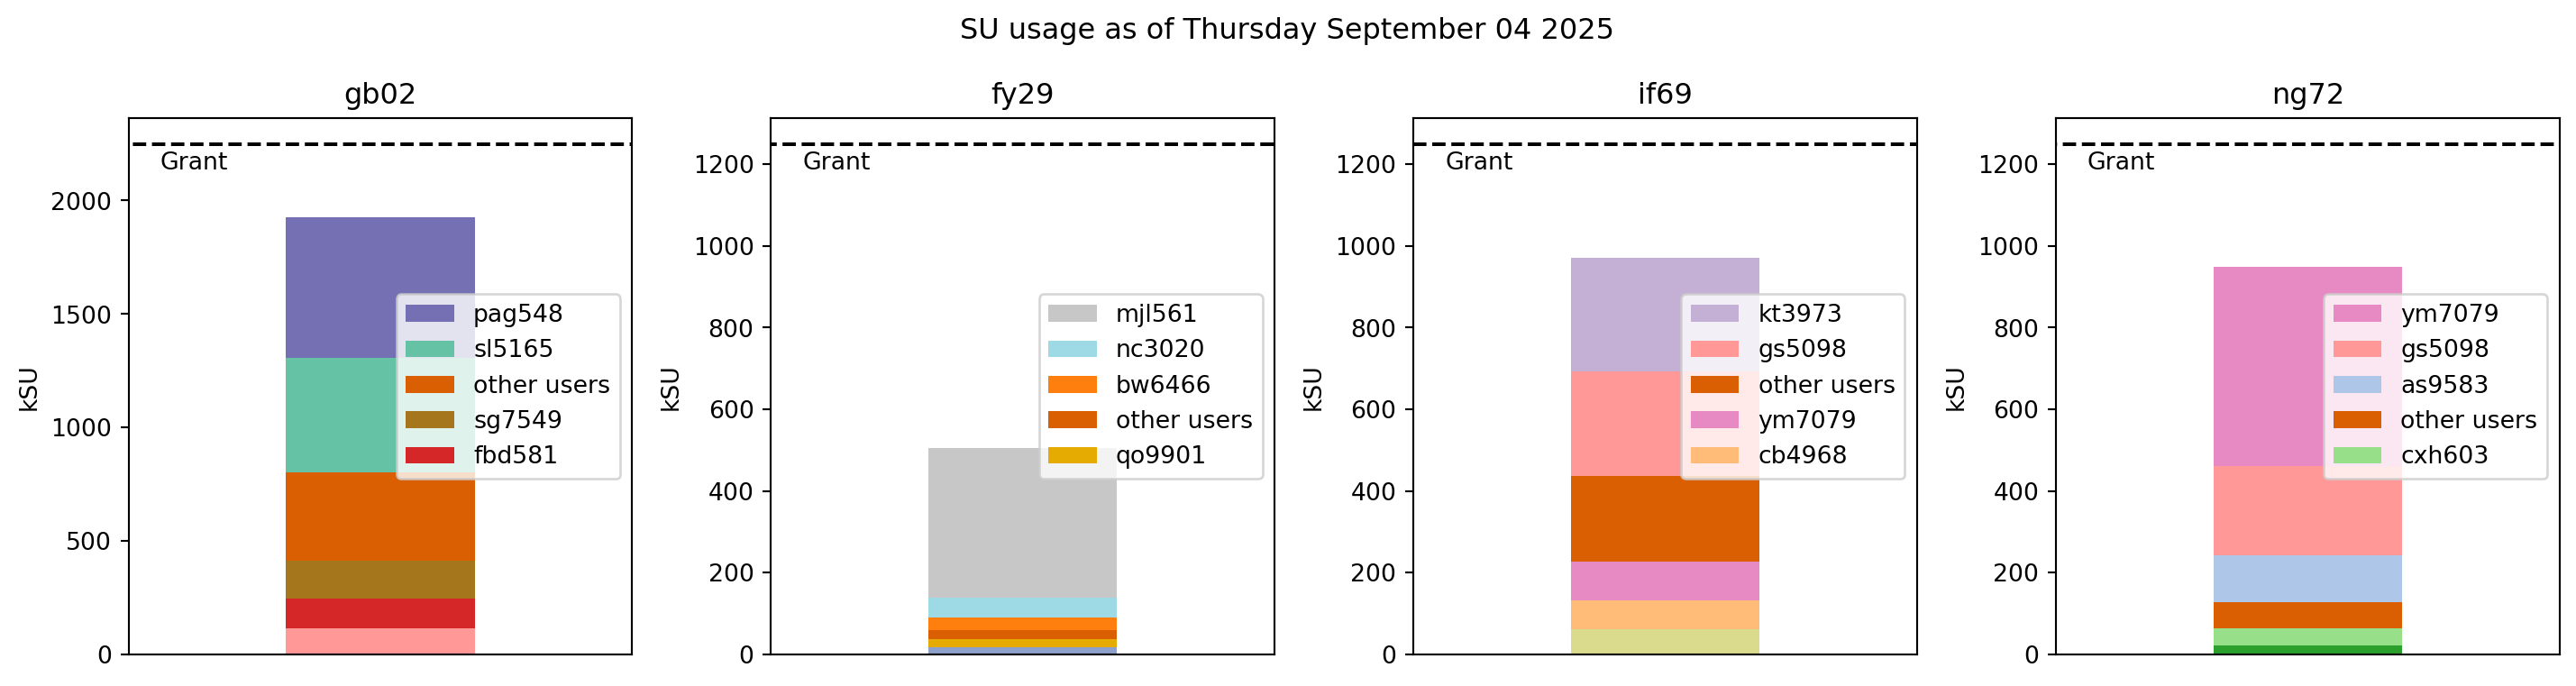 SU usage as of Thursday September 04 2025
gb02
kSU
2000
1500
1000
500
0
Grant
pag548
sl5165
other users
sg7549
fbd581
fy29
kSU
1200
1000
800
600
400
200
0
Grant
mjl561
nc3020
bw6466
other users
qo9901
if69
kSU
1200
1000
800
600
400
200
0
Grant
kt3973
gs5098
other users
ym7079
cb4968
ng72
kSU
1200
1000
800
600
400
200
0
Grant
ym7079
gs5098
as9583
other users
cxh603